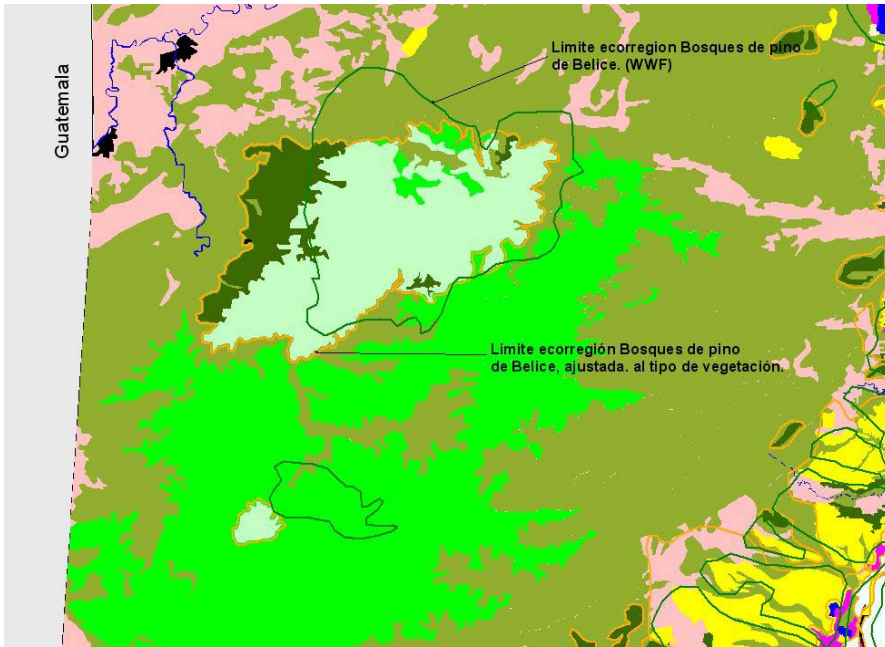 Guatemala
Limite ecorregion Bosques de pino
de Belice. (WWF)
Limite ecorregión Bosques de pino
de Belice, ajustada. al tipo de vegetación.